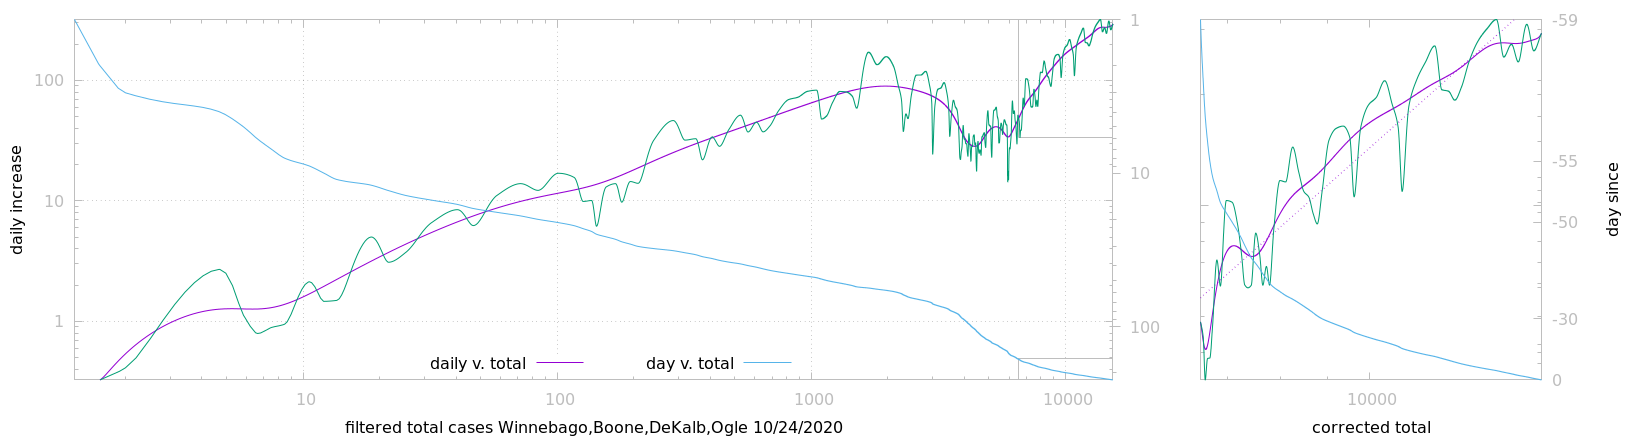 daily increase
100
10
1
1
10
100
daily v. total
day v. total
10
100
1000
10000
filtered total cases Winnebago,Boone,DeKalb,Ogle 10/24/2020
-59
-55
-50
-30
0
day since
10000
corrected total